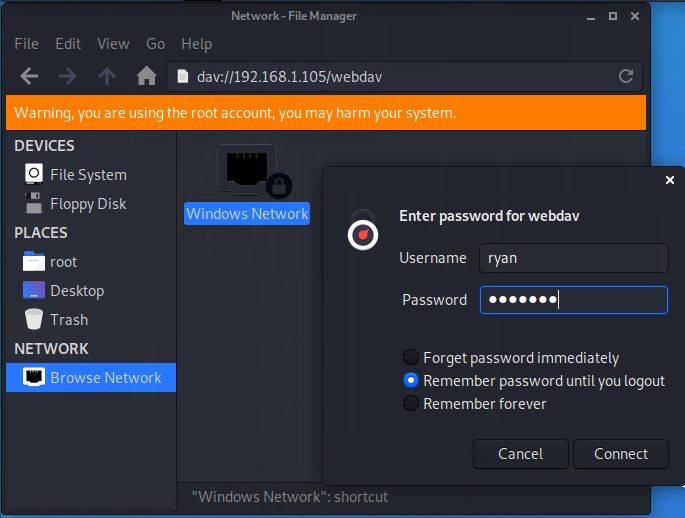 Network - File Manager
File Edit View Go Help
dav://192.168.1.105/webdav
Warning, you are using the root account, you may harm your system.
DEVICES
File System
Floppy Disk
PLACES
root
Desktop
Trash
NETWORK
Browse Network
Windows Network
Enter password for webdav
Username ryan
Password •••••••
Forget password immediately
Remember password until you logout
Remember forever
Cancel Connect
"Windows Network": shortcut